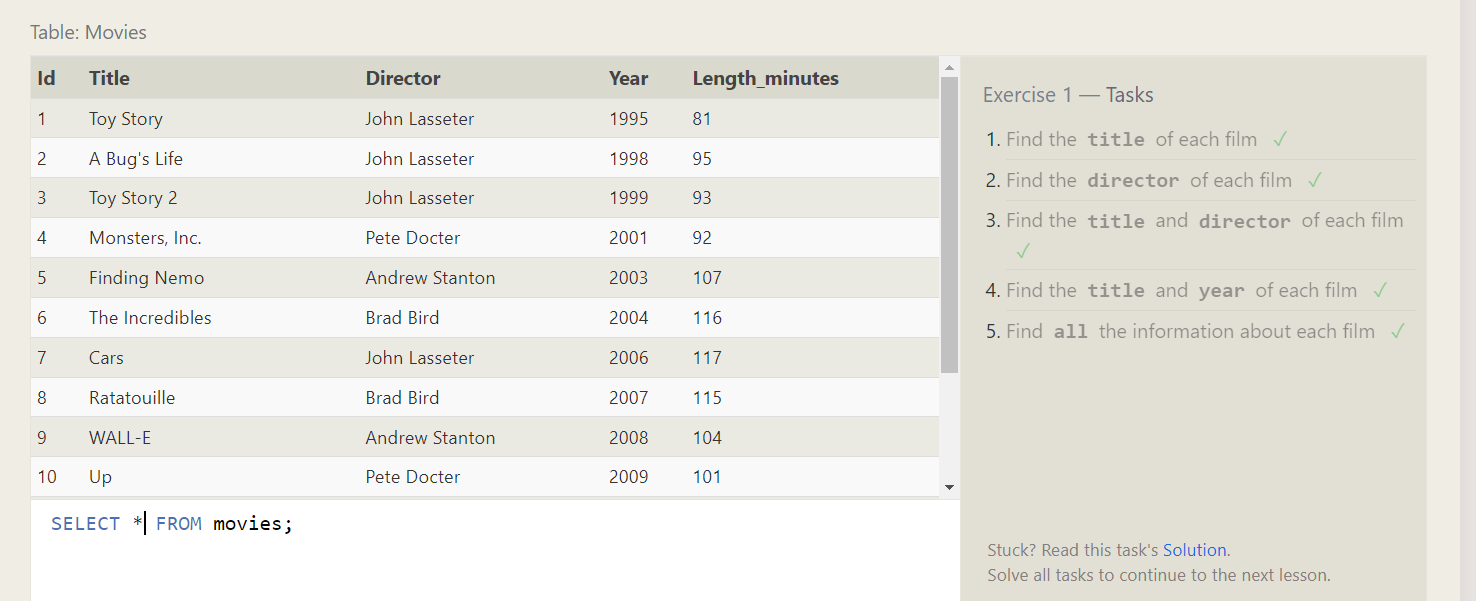 Table: Movies
Id Title Director Year Length_minutes
1 Toy Story John Lasseter 1995 81
2 A Bug's Life John Lasseter 1998 95
3 Toy Story 2 John Lasseter 1999 93
4 Monsters, Inc. Pete Docter 2001 92
5 Finding Nemo Andrew Stanton 2003 107
6 The Incredibles Brad Bird 2004 116
7 Cars John Lasseter 2006 117
8 Ratatouille Brad Bird 2007 115
9 WALL-E Andrew Stanton 2008 104
10 Up Pete Docter 2009 101
SELECT * FROM movies;
Exercise 1 — Tasks
1. Find the title of each film ✓
2. Find the director of each film ✓
3. Find the title and director of each film
✓
4. Find the title and year of each film ✓
5. Find all the information about each film ✓
Stuck? Read this task's Solution.
Solve all tasks to continue to the next lesson.